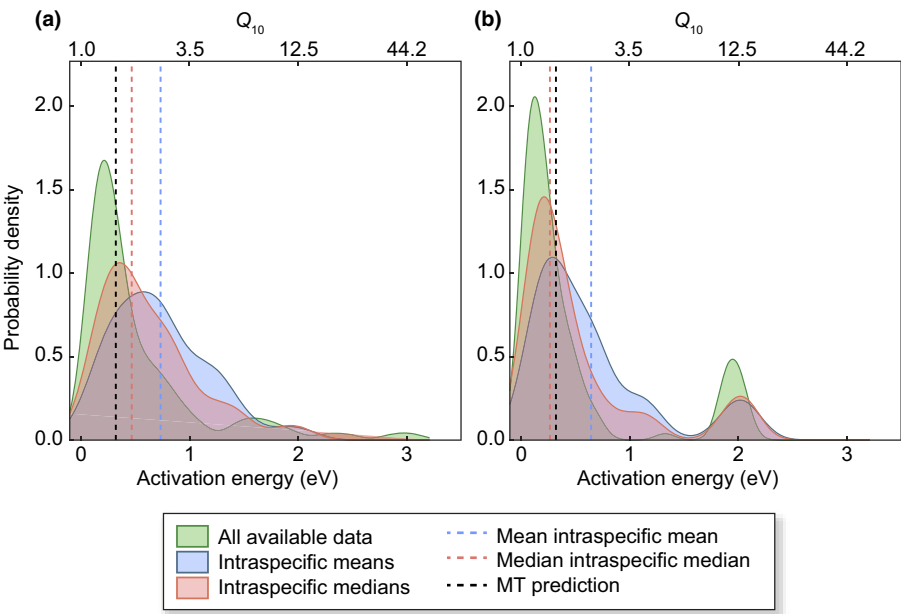 (a)
Q10
1.0 3.5 12.5 44.2
Probability density
2.0
1.5
1.0
0.5
0.0
0 1 2 3
Activation energy (eV)
(b)
Q10
1.0 3.5 12.5 44.2
2.0
1.5
1.0
0.5
0.0
0 1 2 3
Activation energy (eV)
All available data
Intraspecific means
Intraspecific medians
Mean intraspecific mean
Median intraspecific median
MT prediction